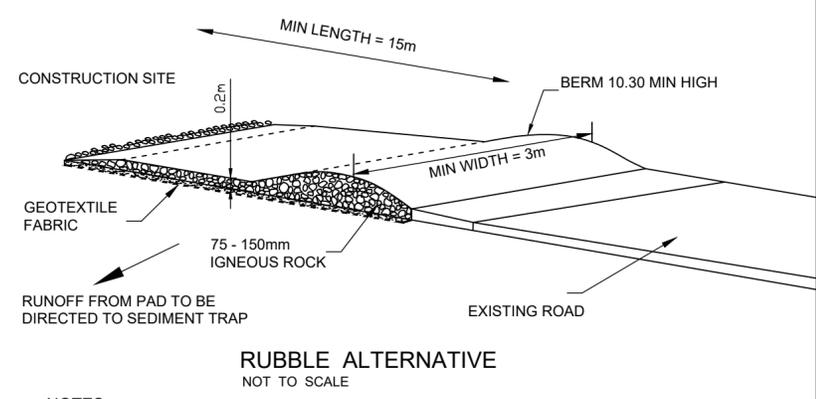 MIN LENGTH = 15m
CONSTRUCTION SITE
BERM 10.30 MIN HIGH
0.2m
MIN WIDTH = 3m
GEOTEXTILE
FABRIC
75 - 150mm
IGNEOUS ROCK
RUNOFF FROM PAD TO BE
DIRECTED TO SEDIMENT TRAP
EXISTING ROAD
RUBBLE ALTERNATIVE
NOT TO SCALE